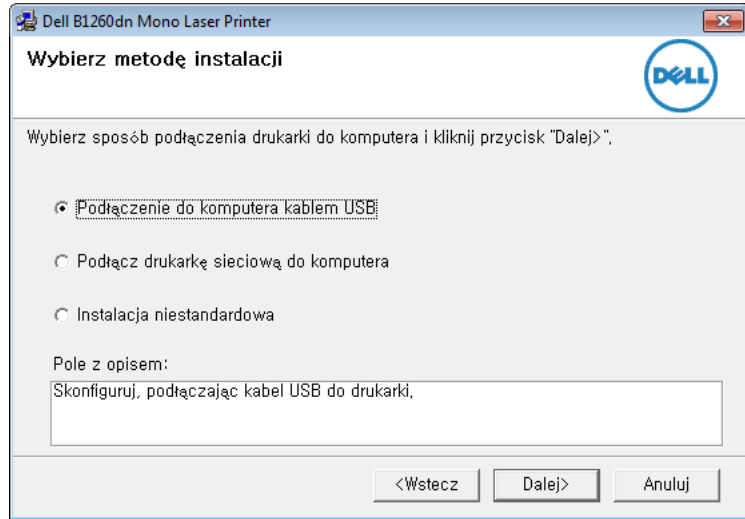 Dell B1260dn Mono Laser Printer
Wybierz metodę instalacji
DELL
Wybierz sposób podłączenia drukarki do komputera i kliknij przycisk "Dalej>",
Podłączenie do komputera kablem USB
Podłącz drukarkę sieciową do komputera
Instalacja niestandardowa
Pole z opisem:
Skonfiguruj, podłączając kabel USB do drukarki,
<Wstecz Dalej> Anuluj